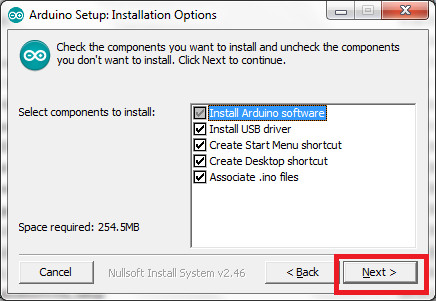 Arduino Setup: Installation Options
Check the components you want to install and uncheck the components
you don't want to install. Click Next to continue.
Select components to install:
Install Arduino software
Install USB driver
Create Start Menu shortcut
Create Desktop shortcut
Associate .ino files
Space required: 254.5MB
Cancel
Nullsoft Install System v2.46
< Back
Next >